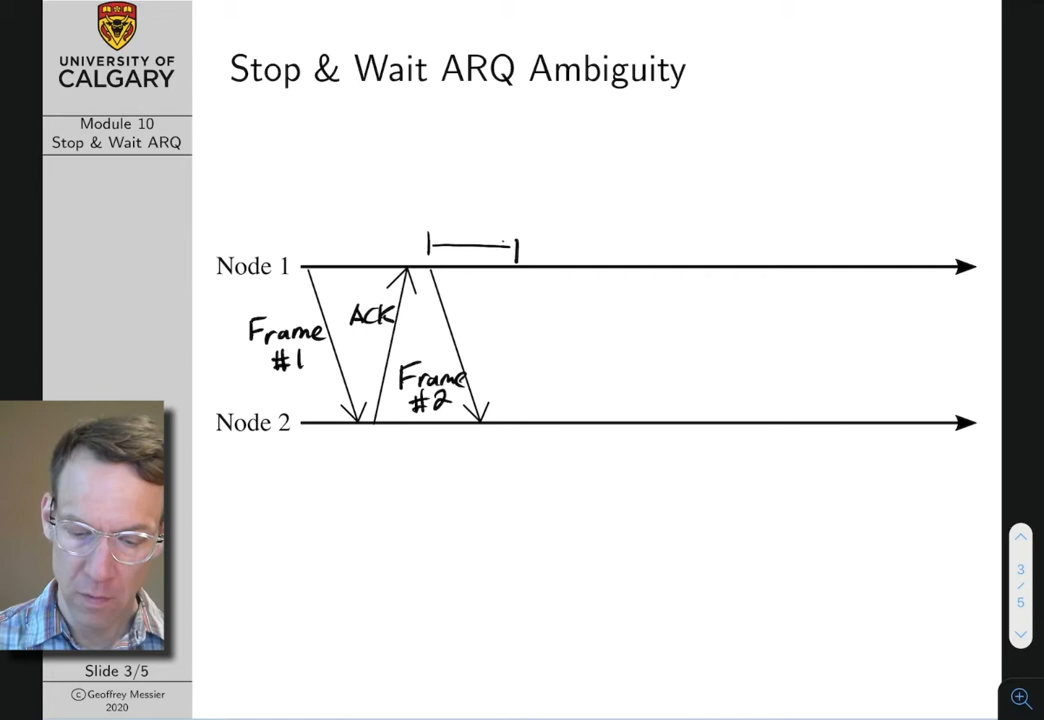 UNIVERSITY OF
CALGARY
Module 10
Stop & Wait ARQ
Stop & Wait ARQ Ambiguity
Node 1
Frame
#1
ACK
Frame
#2
Node 2
3
/
5
Slide 3/5
©Geoffrey Messier
2020